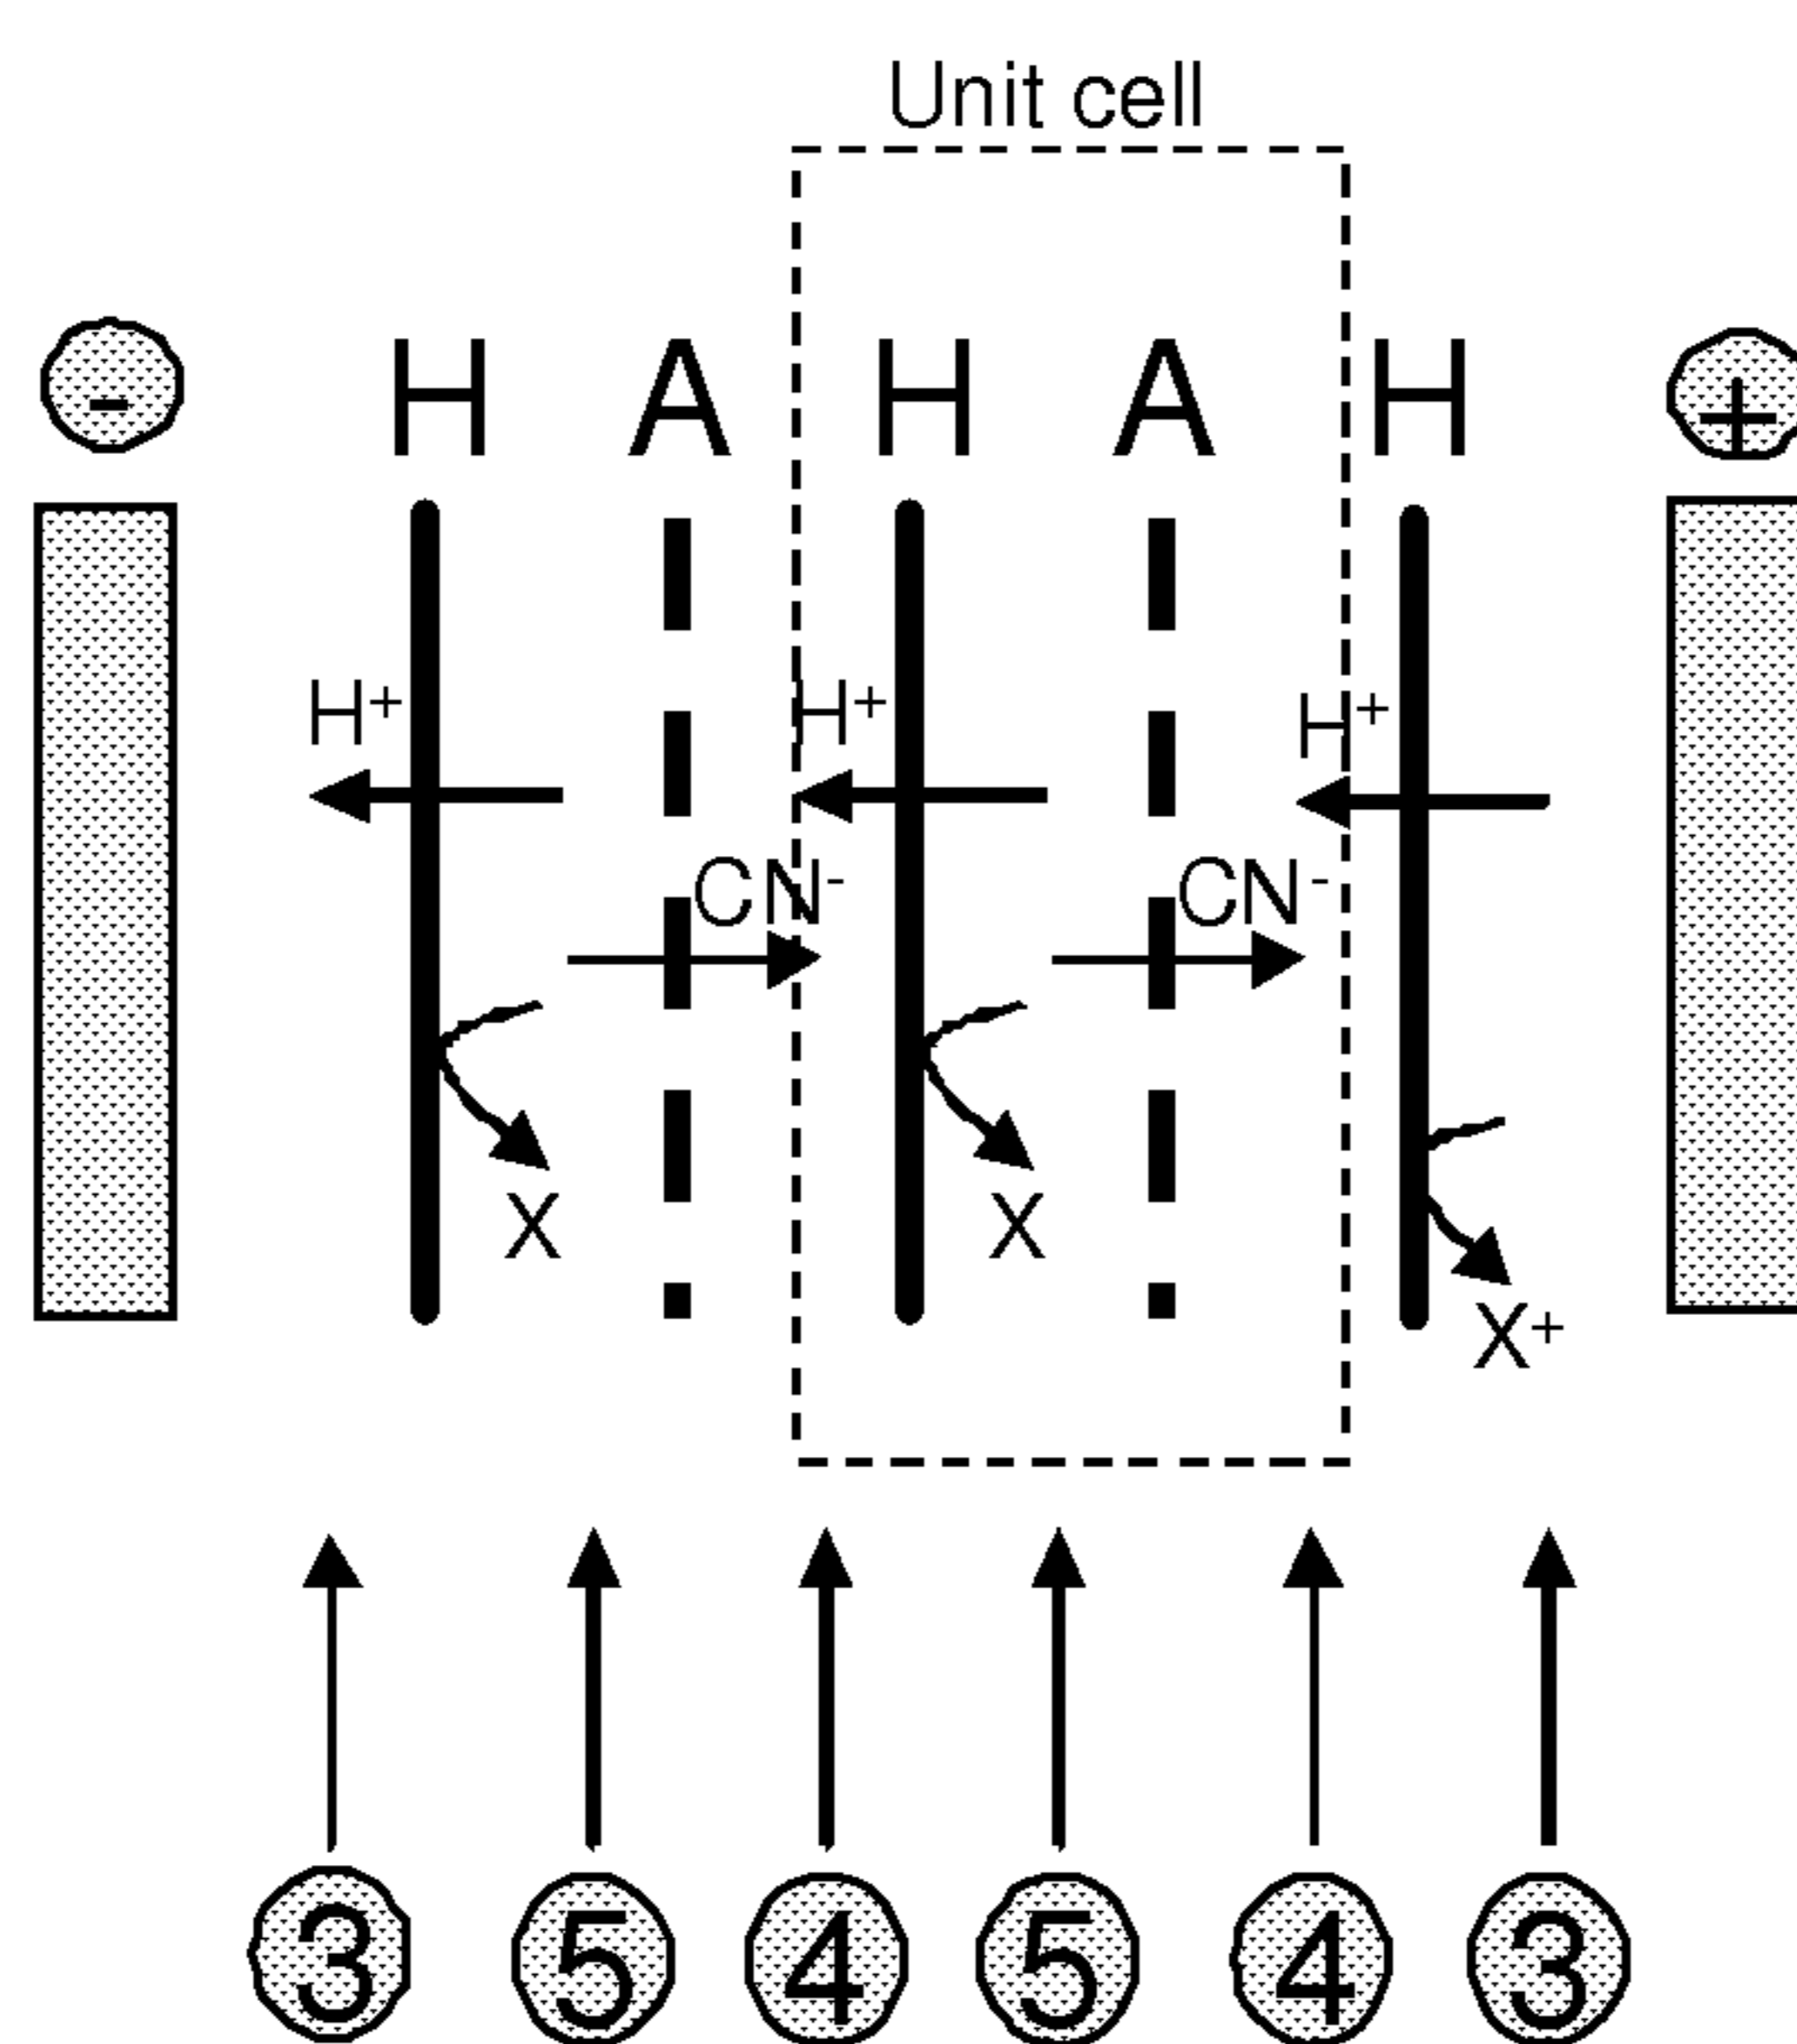 Unit cell
- H A H A H +
H⁺ H⁺ H⁺
CN⁻ CN⁻
X X
X⁺
3 5 4 5 4 3